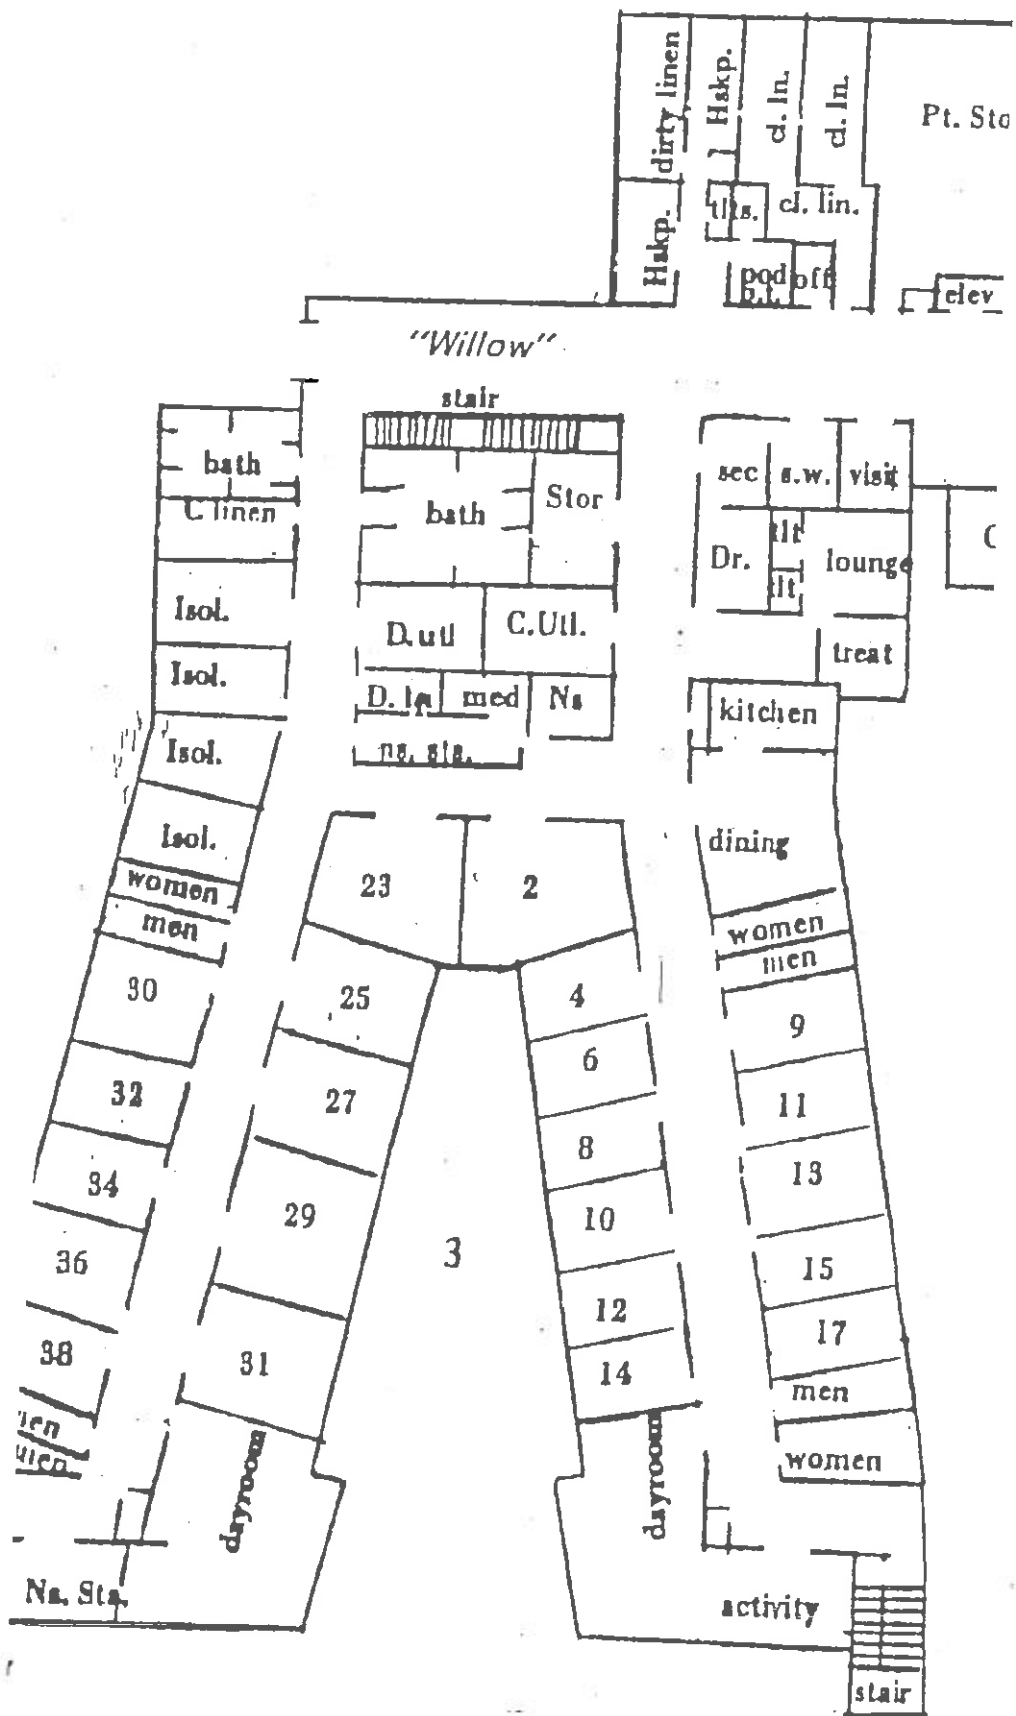 dirty linen
Hskp.
cl. ln.
cl. ln.
Pt. Sto
Hskp.
tlts.
cl. lin.
pod
off
elev
"Willow"
stair
bath
bath
Stor
sec
s.w.
visit
C linen
Dr.
tlt
tlt
lounge
C
Isol.
D. utl
C.Utl.
treat
Isol.
D. ln
med
Ns
kitchen
Isol.
ns. sta.
Isol.
dining
women
men
23
2
women
men
30
25
4
9
32
27
6
11
34
29
8
13
36
3
10
15
38
31
12
17
14
men
men
dayroom
dayroom
women
Ns. Sta.
activity
stair